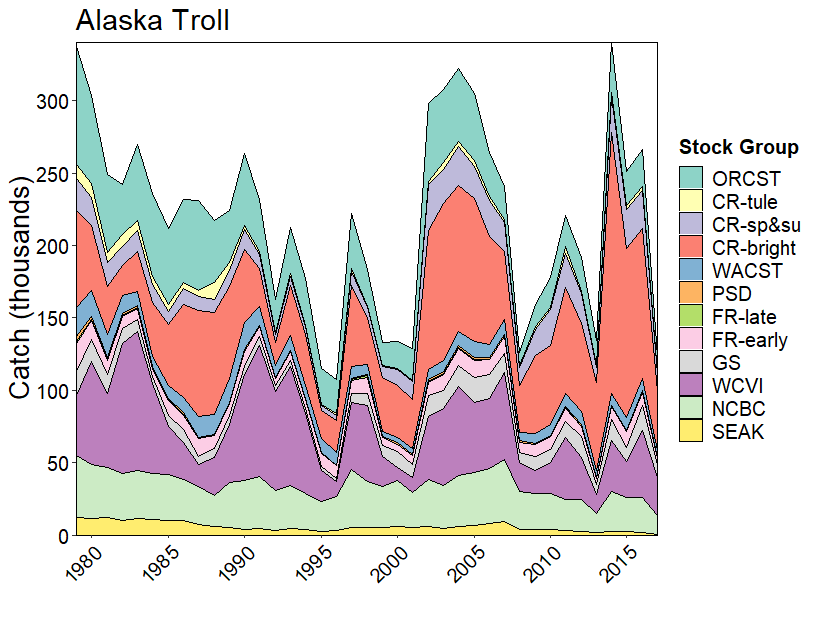 Alaska Troll
Catch (thousands)
300
250
200
150
100
50
0
1980
1985
1990
1995
2000
2005
2010
2015
Stock Group
ORCST
CR-tule
CR-sp&su
CR-bright
WACST
PSD
FR-late
FR-early
GS
WCVI
NCBC
SEAK